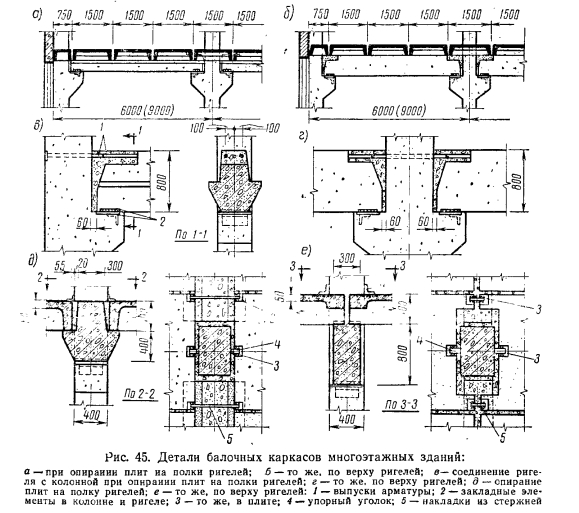 а) 750 1500 1500 1500 1500
б) 750 1500 1500 1500 1500
6000(9000)
6000(9000)
б) 1 1 100 100
г)
800
800
60 2 1 По 1-1
60 60
д) 2 55 20 300 2
е) 3 300 3
50
3
400
800
4
3
4
3
По 2-2
По 3-3
400
5
400
5
Рис. 45. Детали балочных каркасов многоэтажных зданий:
а — при опирании плит на полки ригелей; б — то же, по верху ригелей; в — соединение риге-
ля с колонной при опирании плит на полки ригелей; г — то же, по верху ригелей; д — опирание
плит на полку ригелей; е — то же, по верху ригелей: 1 — выпуски арматуры; 2 — закладные эле-
менты в колонне и ригеле; 3 — то же, в плите; 4 — упорный уголок; 5 — накладки из стержней